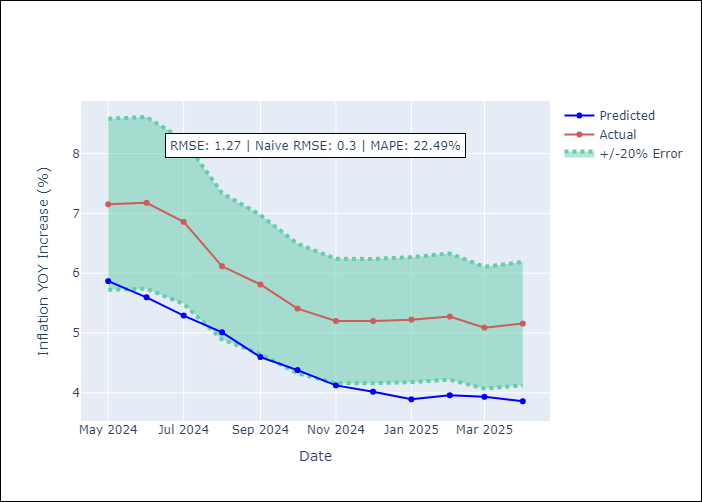 RMSE: 1.27 | Naive RMSE: 0.3 | MAPE: 22.49%
Predicted
Actual
+/-20% Error
Inflation YOY Increase (%)
8
7
6
5
4
May 2024
Jul 2024
Sep 2024
Nov 2024
Jan 2025
Mar 2025
Date